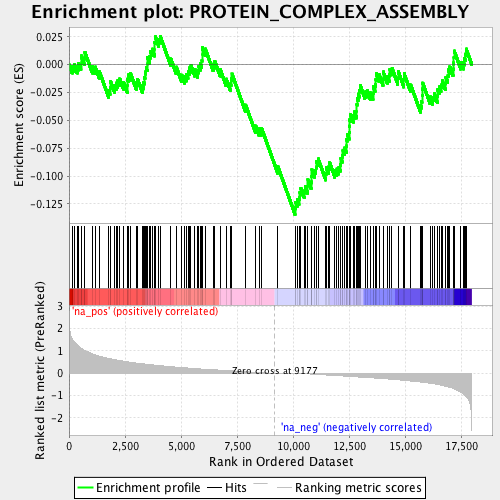 Enrichment plot: PROTEIN_COMPLEX_ASSEMBLY
Enrichment score (ES)
0.025
0.000
-0.025
-0.050
-0.075
-0.100
-0.125
Ranked list metric (PreRanked)
3
2
1
0
-1
-2
'na_pos' (positively correlated)
Zero cross at 9177
'na_neg' (negatively correlated)
0
2,500
5,000
7,500
10,000
12,500
15,000
17,500
Rank in Ordered Dataset
Enrichment profile
Hits
Ranking metric scores